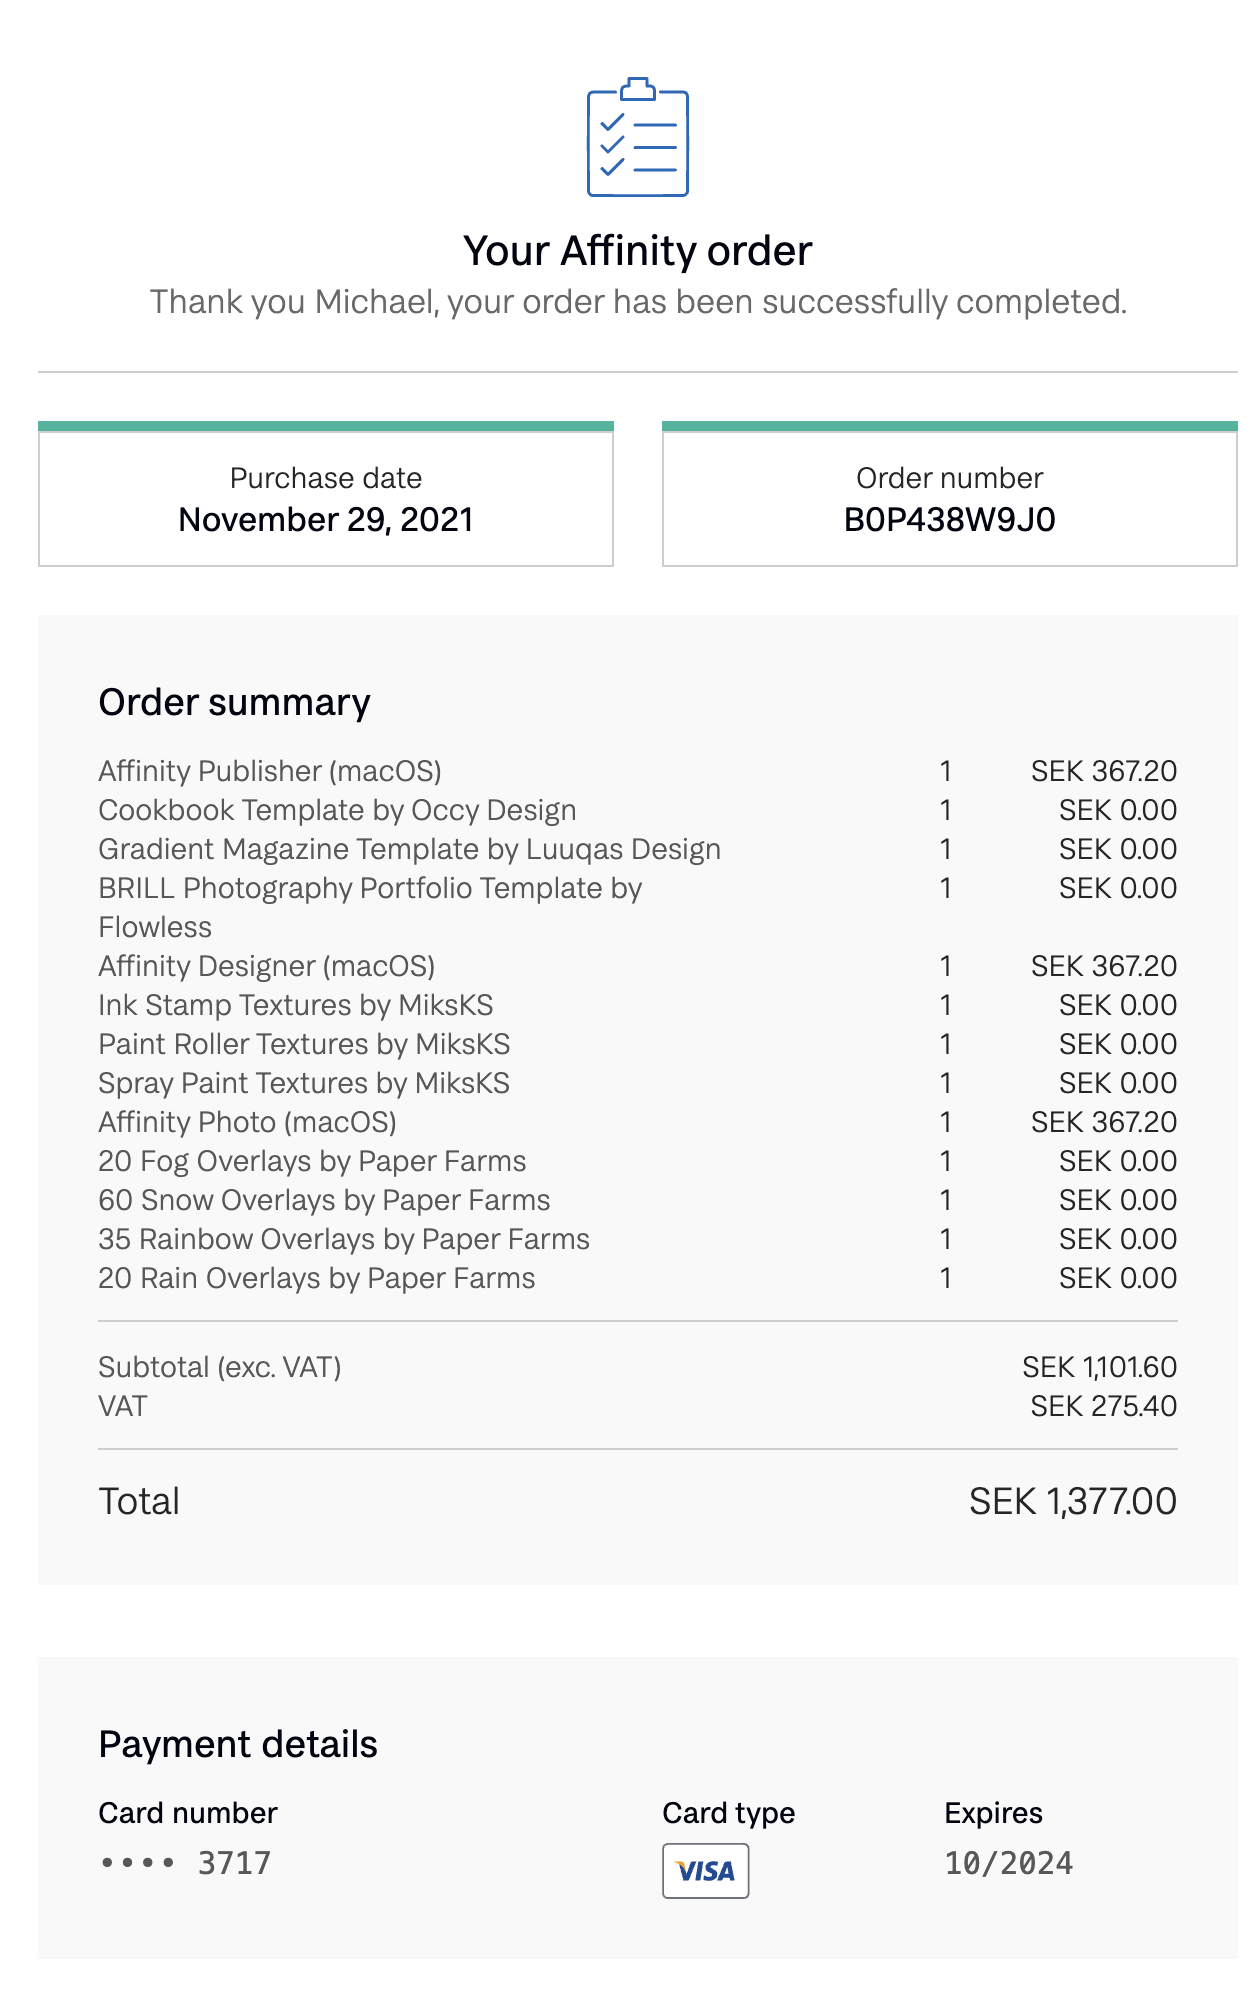 Your Affinity order
Thank you Michael, your order has been successfully completed.
Purchase date
November 29, 2021
Order number
B0P438W9J0
Order summary
Affinity Publisher (macOS) 1 SEK 367.20
Cookbook Template by Occy Design 1 SEK 0.00
Gradient Magazine Template by Luuqas Design 1 SEK 0.00
BRILL Photography Portfolio Template by 1 SEK 0.00
Flowless
Affinity Designer (macOS) 1 SEK 367.20
Ink Stamp Textures by MiksKS 1 SEK 0.00
Paint Roller Textures by MiksKS 1 SEK 0.00
Spray Paint Textures by MiksKS 1 SEK 0.00
Affinity Photo (macOS) 1 SEK 367.20
20 Fog Overlays by Paper Farms 1 SEK 0.00
60 Snow Overlays by Paper Farms 1 SEK 0.00
35 Rainbow Overlays by Paper Farms 1 SEK 0.00
20 Rain Overlays by Paper Farms 1 SEK 0.00
Subtotal (exc. VAT) SEK 1,101.60
VAT SEK 275.40
Total SEK 1,377.00
Payment details
Card number Card type Expires
•••• 3717 VISA 10/2024